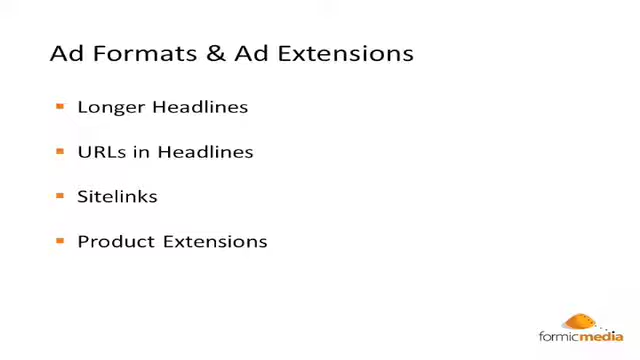 Ad Formats & Ad Extensions
Longer Headlines
URLs in Headlines
Sitelinks
Product Extensions
formicmedia